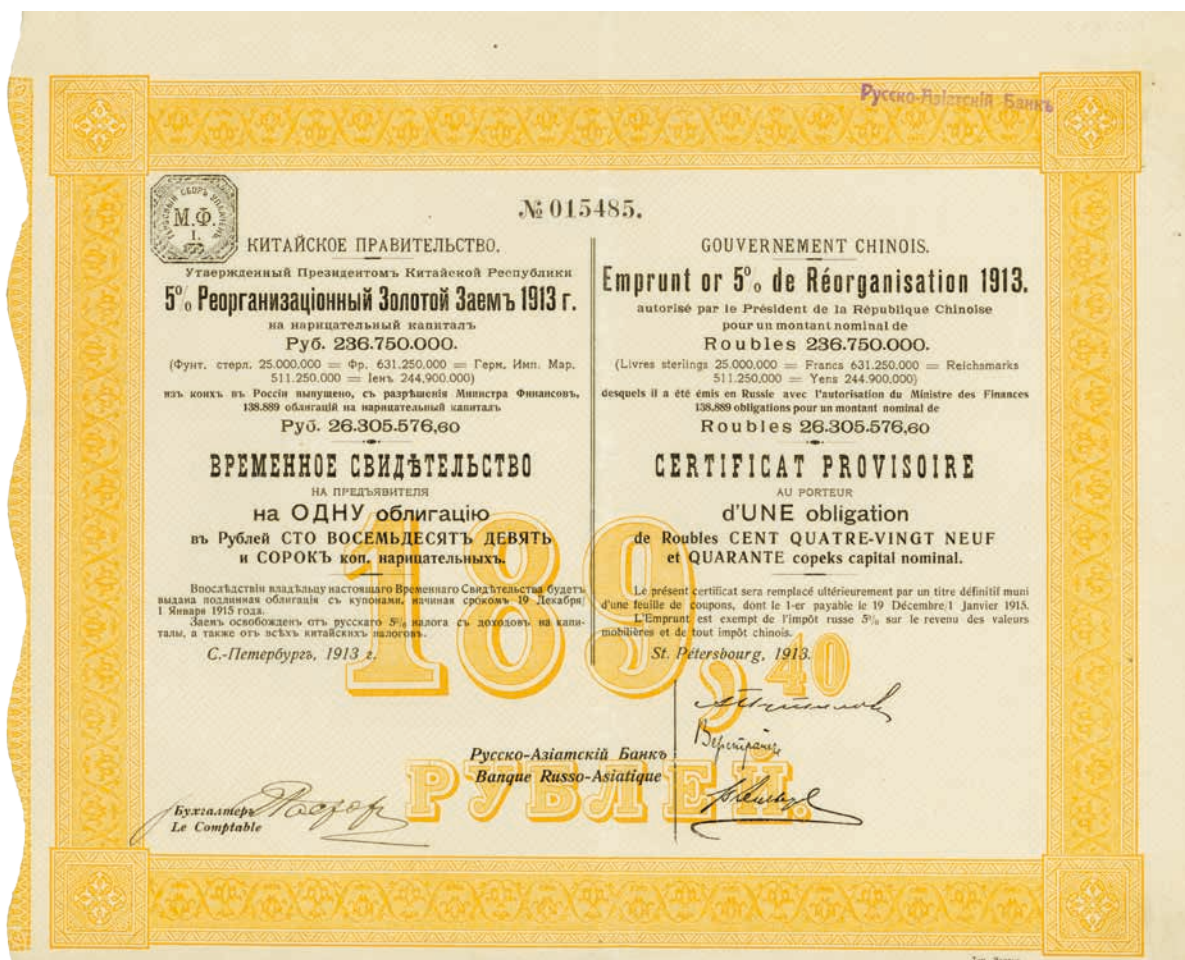 Русско-Азіатскій Банкъ
ГЕРБОВЫЙ СБОРЪ УПЛАЧЕНЪ
М.Ф.
I.
№ 015485.
КИТАЙСКОЕ ПРАВИТЕЛЬСТВО.
Утвержденный Президентомъ Китайской Республики
5% Реорганизаціонный Золотой Заемъ 1913 г.
на нарицательный капиталъ
Руб. 236.750.000.
(Фунт. стерл. 25.000.000 = Фр. 631.250.000 = Герм. Имп. Мар.
511.250.000 = Іенъ 244.900.000)
изъ коихъ въ Россіи выпущено, съ разрѣшенія Министра Финансовъ,
138.889 облигацій на нарицательный капиталъ
Руб. 26.305.576,60
ВРЕМЕННОЕ СВИДѢТЕЛЬСТВО
НА ПРЕДЪЯВИТЕЛЯ
на ОДНУ облигацію
въ Рублей СТО ВОСЕМЬДЕСЯТЪ ДЕВЯТЬ
и СОРОКЪ коп. нарицательныхъ.
Впослѣдствіи владѣльцу настоящаго Временнаго Свидѣтельства будетъ
выдана подлинная облигація съ купонами, начиная срокомъ 19 Декабря/
1 Января 1915 года.
Заемъ освобожденъ отъ русскаго 5% налога съ доходовъ на капи-
талы, а также отъ всѣхъ китайскихъ налоговъ.
С.-Петербургъ, 1913 г.
GOUVERNEMENT CHINOIS.
Emprunt or 5% de Réorganisation 1913.
autorisé par le Président de la République Chinoise
pour un montant nominal de
Roubles 236.750.000.
(Livres sterlings 25.000.000 = Francs 631.250.000 = Reichsmarks
511.250.000 = Yens 244.900.000)
desquels il a été émis en Russie avec l'autorisation du Ministre des Finances
138.889 obligations pour un montant nominal de
Roubles 26.305.576,60
CERTIFICAT PROVISOIRE
AU PORTEUR
d'UNE obligation
de Roubles CENT QUATRE-VINGT NEUF
et QUARANTE copeks capital nominal.
Le présent certificat sera remplacé ultérieurement par un titre définitif muni
d'une feuille de coupons, dont le 1-er payable le 19 Décembre/1 Janvier 1915.
L'Emprunt est exempt de l'impôt russe 5% sur le revenu des valeurs
mobilières et de tout impôt chinois.
St. Pétersbourg, 1913.
189,40
РУБЛЕЙ.
Русско-Азіатскій Банкъ
Banque Russo-Asiatique
Бухгалтеръ
Le Comptable